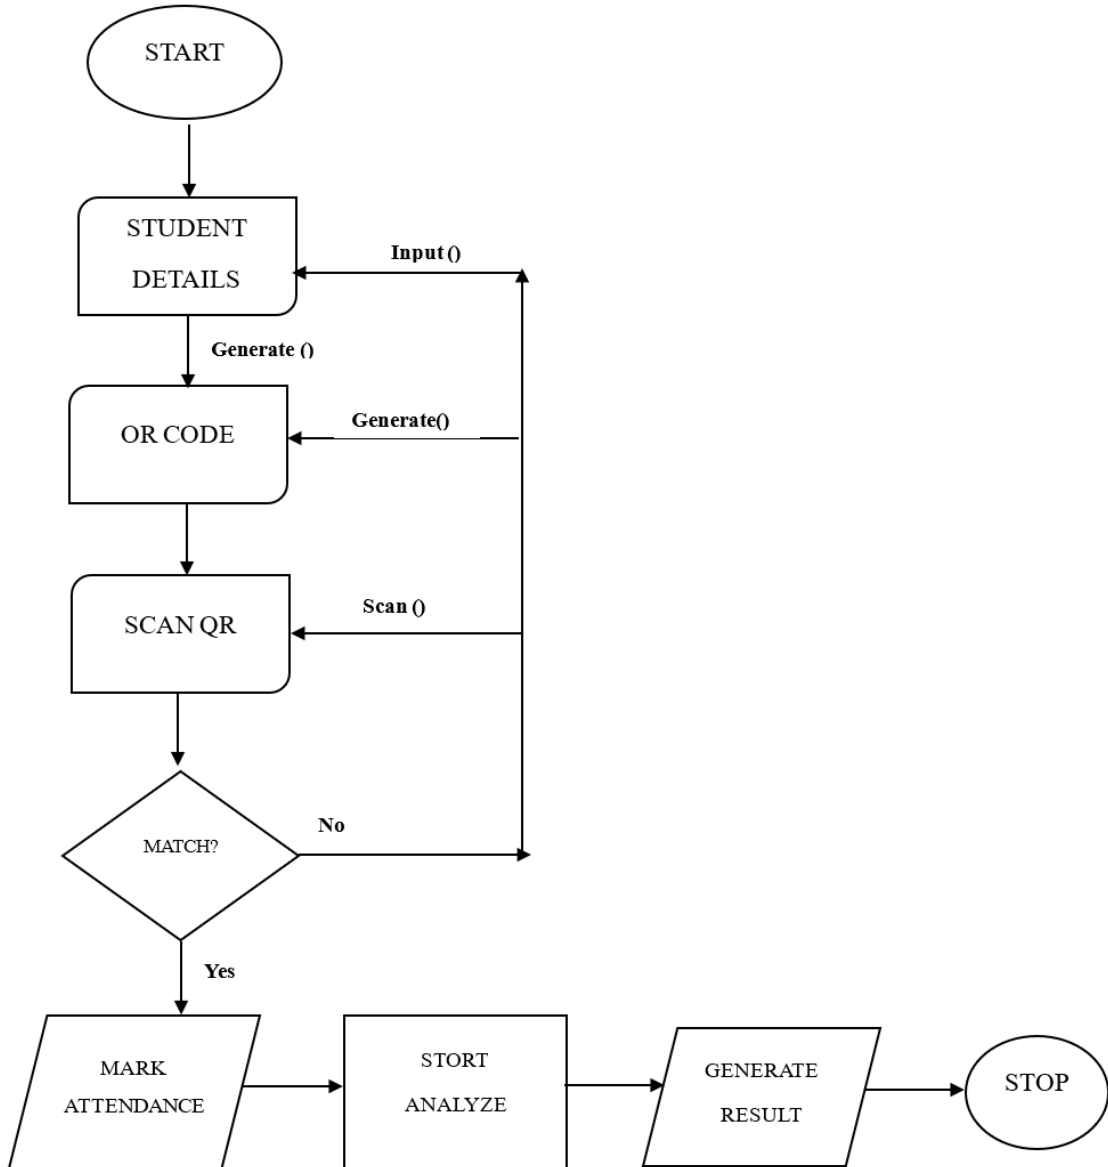 START
STUDENT
DETAILS
Input ()
Generate ()
OR CODE
Generate()
SCAN QR
Scan ()
MATCH?
No
Yes
MARK
ATTENDANCE
STORT
ANALYZE
GENERATE
RESULT
STOP